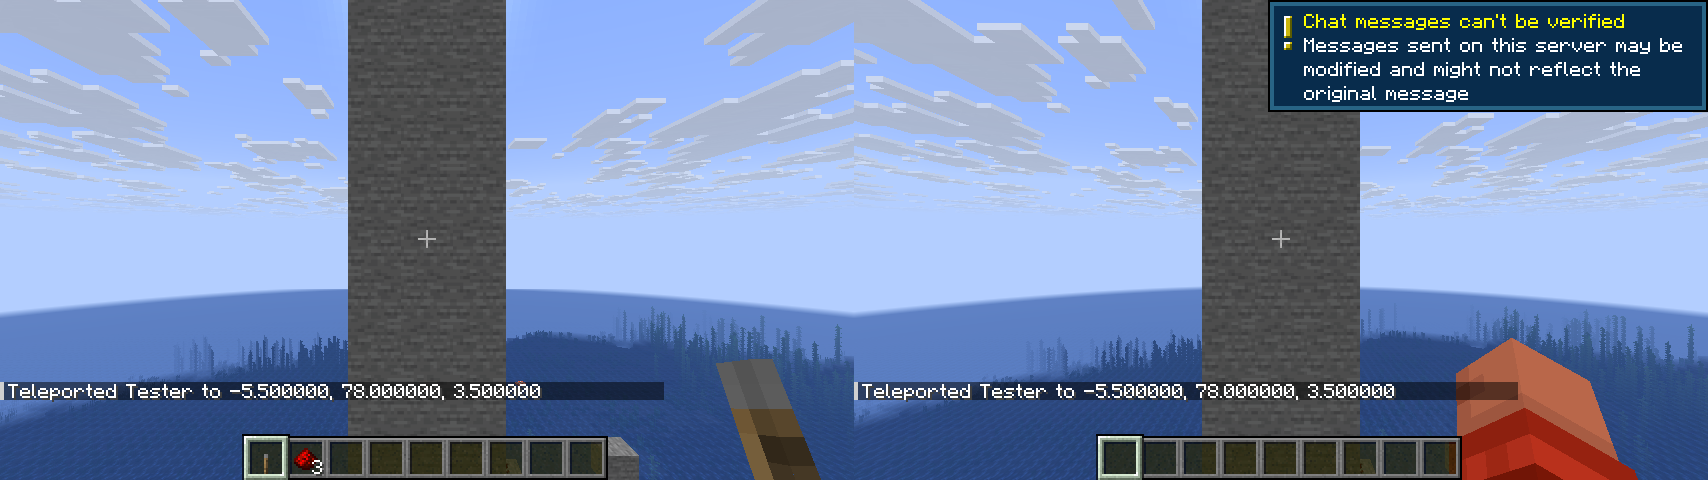 Chat messages can't be verified
Messages sent on this server may be
modified and might not reflect the
original message
Teleported Tester to -5.500000, 78.000000, 3.500000
Teleported Tester to -5.500000, 78.000000, 3.500000
3